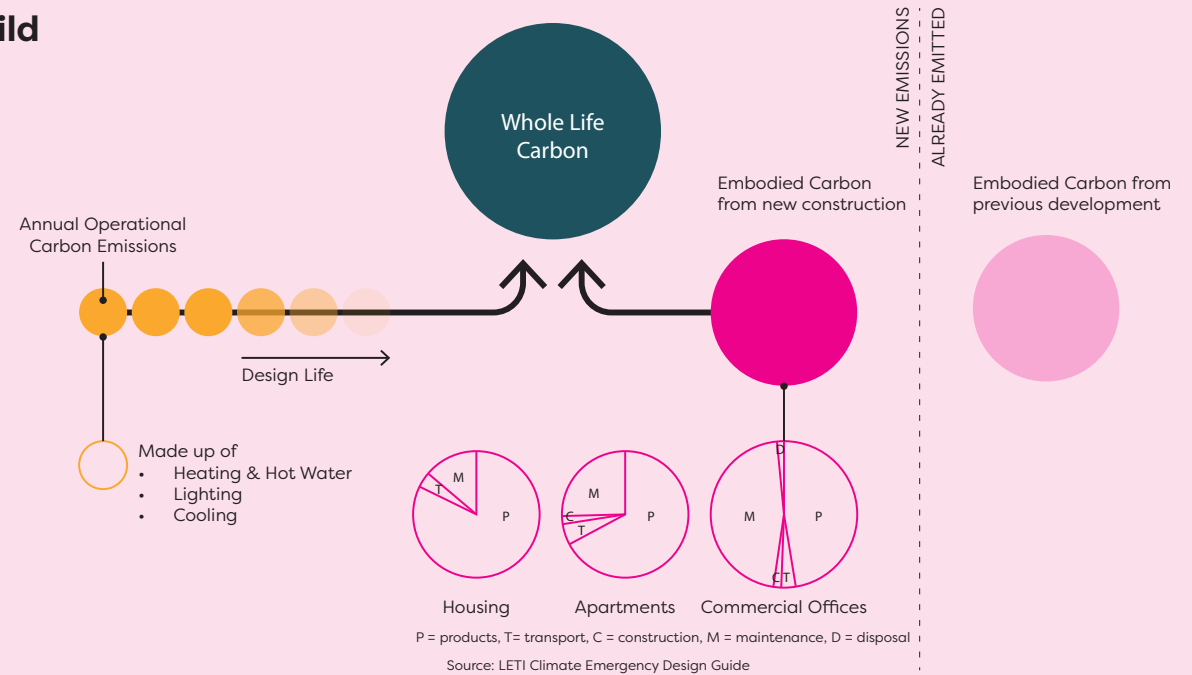 ild
NEW EMISSIONS
ALREADY EMITTED
Whole Life
Carbon
Embodied Carbon
from new construction
Embodied Carbon from
previous development
Annual Operational
Carbon Emissions
Design Life
Made up of
• Heating & Hot Water
• Lighting
• Cooling
M
T
P
M
C
T
P
D
M
P
C T
Housing
Apartments
Commercial Offices
P = products, T= transport, C = construction, M = maintenance, D = disposal
Source: LETI Climate Emergency Design Guide